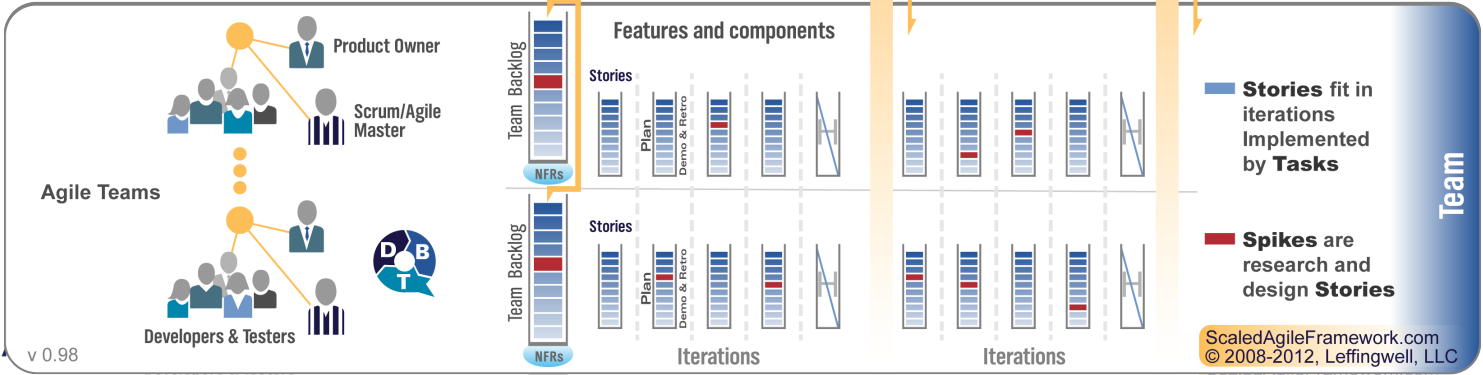 Product Owner
Scrum/Agile
Master
Agile Teams
D
B
T
Developers & Testers
v 0.98
Team Backlog
NFRs
Team Backlog
NFRs
Features and components
Stories
Plan
Demo & Retro
H
H
Stories
Plan
Demo & Retro
H
H
Iterations
Iterations
Stories fit in
iterations
Implemented
by Tasks
Spikes are
research and
design Stories
Team
ScaledAgileFramework.com
© 2008-2012, Leffingwell, LLC